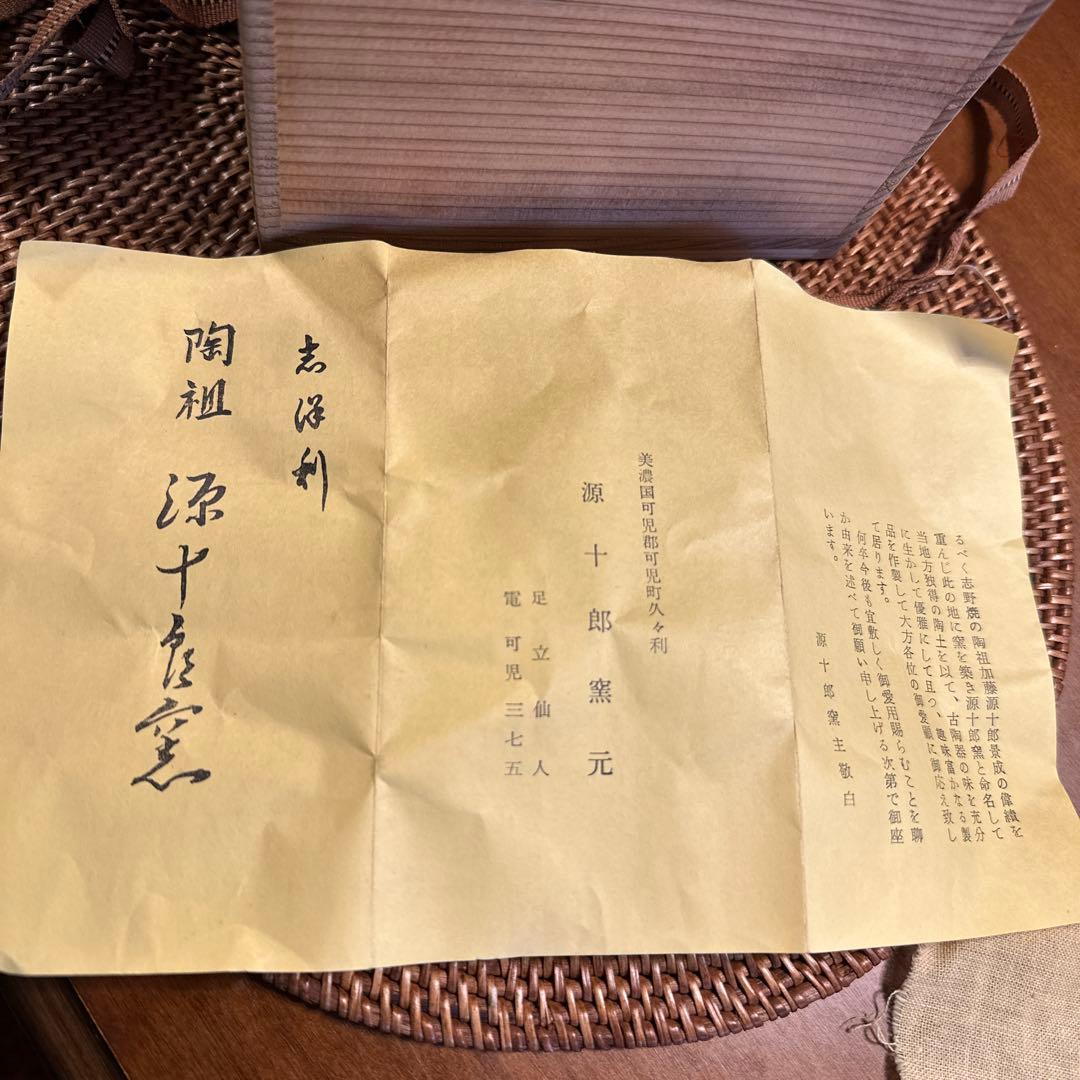 るべく志野焼の陶祖加藤源十郎景成の偉績を
重んじ此の地に窯を築き源十郎窯と命名して
当地方独得の陶土を以て、古陶器の味を充分
に生かして優雅にして且つ、趣味富かなる製
品を作製して大方各位の御愛顧に御応え致し
て居ります。
何卒今後も宜敷しく御愛用賜らむことを聊
か由来を述べて御願い申し上げる次第で御座
います。
源十郎窯主敬白
美濃国可児郡可児町久々利
源十郎窯元
足立仙人
電可児三七五
志
利
陶祖 源十郎窯